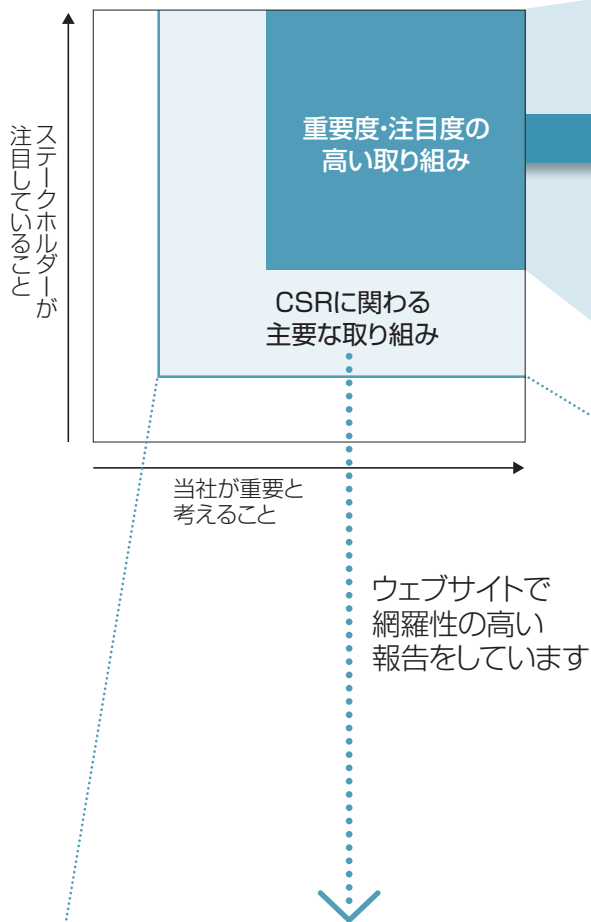 ステークホルダーが
注目していること
重要度・注目度の
高い取り組み
CSRに関わる
主要な取り組み
当社が重要と
考えること
ウェブサイトで
網羅性の高い
報告をしています